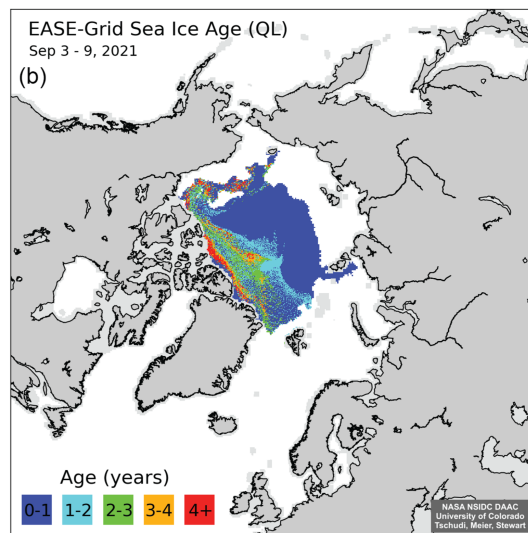 EASE-Grid Sea Ice Age (QL)
Sep 3 - 9, 2021
(b)
Age (years)
0-1 1-2 2-3 3-4 4+
NASA NSIDC DAAC
University of Colorado
Tschudi, Meier, Stewart